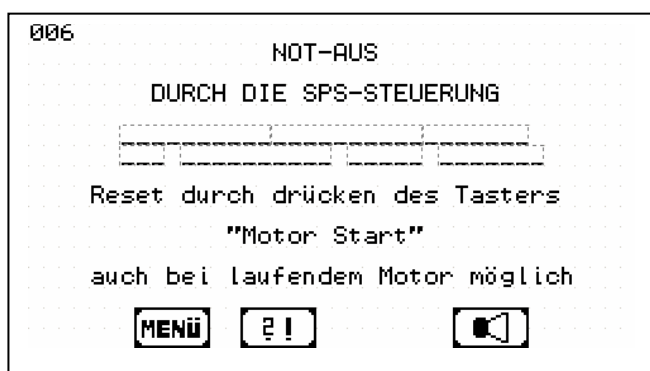 006
NOT-AUS
DURCH DIE SPS-STEUERUNG
Reset durch drücken des Tasters
"Motor Start"
auch bei laufendem Motor möglich
MENÜ ?!